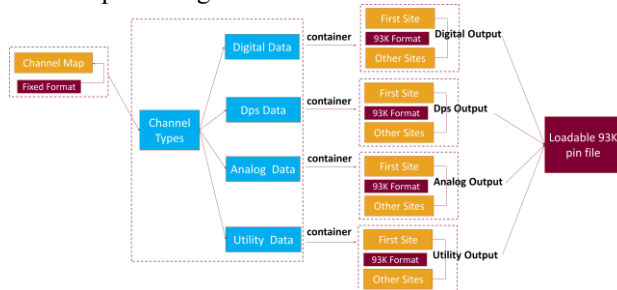 Channel Map
Fixed Format
Channel
Types
Digital Data
Dps Data
Analog Data
Utility Data
container
container
container
container
First Site
93K Format
Other Sites
Digital Output
First Site
93K Format
Other Sites
Dps Output
First Site
93K Format
Other Sites
Analog Output
First Site
93K Format
Other Sites
Utility Output
Loadable 93K
pin file